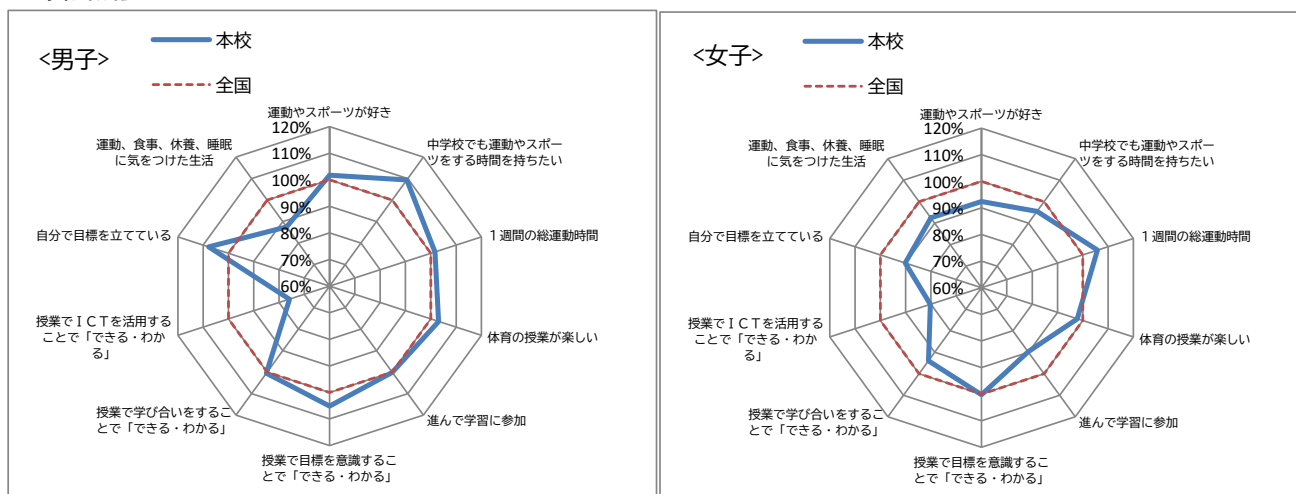 <男子>
本校
全国
運動やスポーツが好き
中学校でも運動やスポー
ツをする時間を持ちたい
１週間の総運動時間
体育の授業が楽しい
進んで学習に参加
授業で目標を意識するこ
とで「できる・わかる」
授業で学び合いをするこ
とで「できる・わかる」
授業でＩＣＴを活用する
ことで「できる・わか
る」
自分で目標を立てている
運動、食事、休養、睡眠
に気をつけた生活
120%
110%
100%
90%
80%
70%
60%
<女子>
本校
全国
運動やスポーツが好き
中学校でも運動やスポー
ツをする時間を持ちたい
１週間の総運動時間
体育の授業が楽しい
進んで学習に参加
授業で目標を意識するこ
とで「できる・わかる」
授業で学び合いをするこ
とで「できる・わかる」
授業でＩＣＴを活用する
ことで「できる・わか
る」
自分で目標を立てている
運動、食事、休養、睡眠
に気をつけた生活
120%
110%
100%
90%
80%
70%
60%